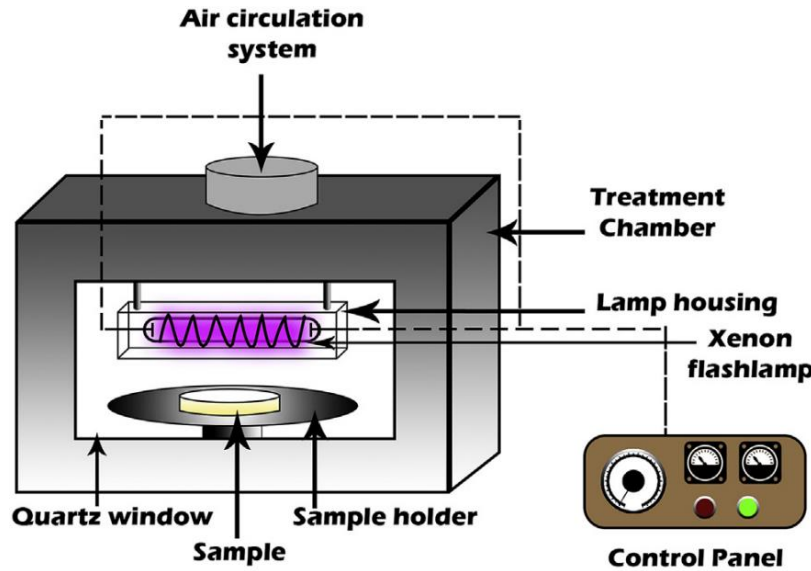 Air circulation
system
Treatment
Chamber
Lamp housing
Xenon
flashlamp
Quartz window
Sample holder
Sample
Control Panel